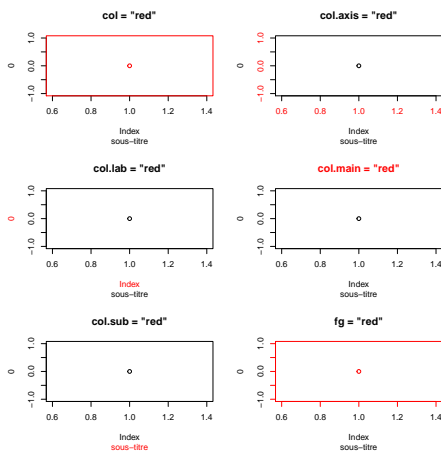 col = "red"
0
−1.0 0.0 1.0
0.6 0.8 1.0 1.2 1.4
Index
sous−titre
col.axis = "red"
0
−1.0 0.0 1.0
0.6 0.8 1.0 1.2 1.4
Index
sous−titre
col.lab = "red"
0
−1.0 0.0 1.0
0.6 0.8 1.0 1.2 1.4
Index
sous−titre
col.main = "red"
0
−1.0 0.0 1.0
0.6 0.8 1.0 1.2 1.4
Index
sous−titre
col.sub = "red"
0
−1.0 0.0 1.0
0.6 0.8 1.0 1.2 1.4
Index
sous−titre
fg = "red"
0
−1.0 0.0 1.0
0.6 0.8 1.0 1.2 1.4
Index
sous−titre